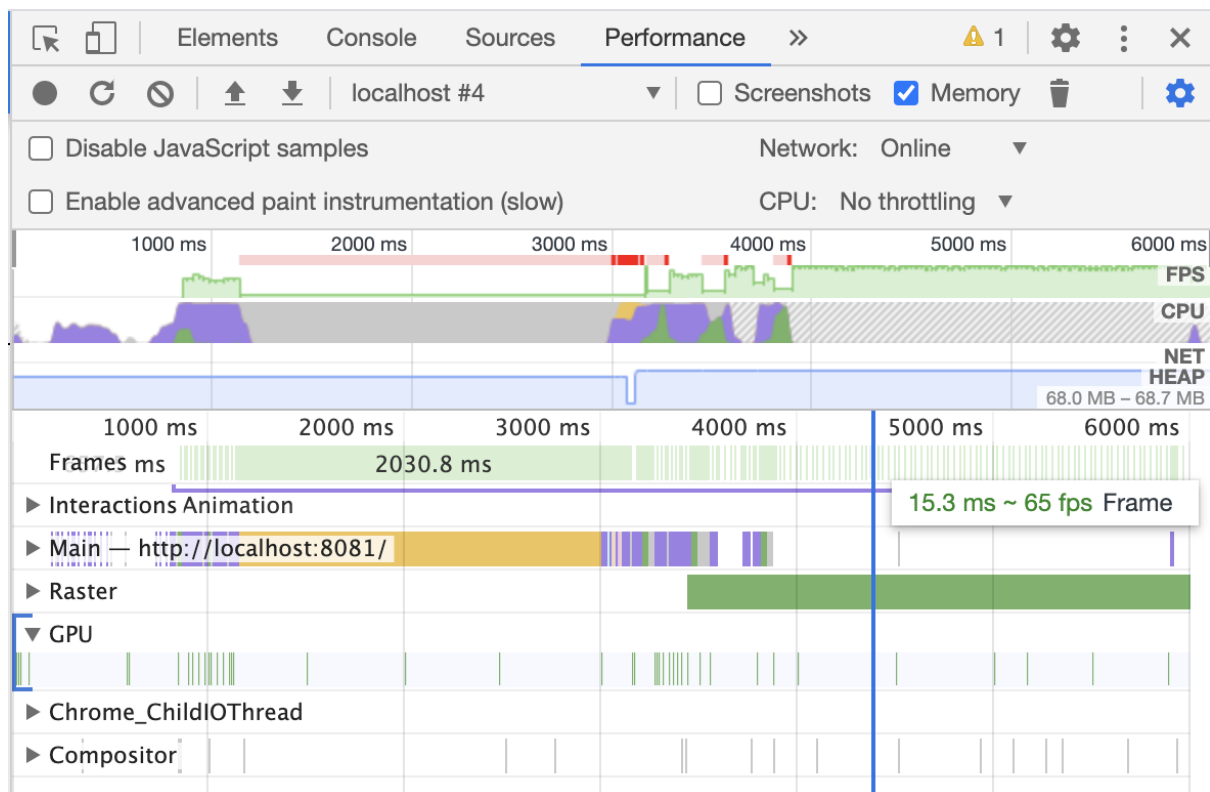 Elements Console Sources Performance » 1
localhost #4 Screenshots Memory
Disable JavaScript samples Network: Online
Enable advanced paint instrumentation (slow) CPU: No throttling
1000 ms 2000 ms 3000 ms 4000 ms 5000 ms 6000 ms
FPS
CPU
NET
HEAP
68.0 MB – 68.7 MB
1000 ms 2000 ms 3000 ms 4000 ms 5000 ms 6000 ms
Frames ms 2030.8 ms
15.3 ms ~ 65 fps Frame
Interactions Animation
Main — http://localhost:8081/
Raster
GPU
Chrome_ChildIOThread
Compositor